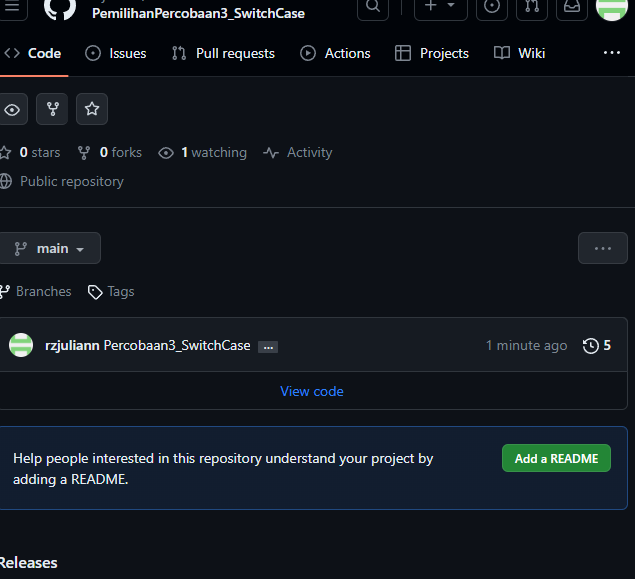 PemilihanPercobaan3_SwitchCase
Code Issues Pull requests Actions Projects Wiki ...
0 stars 0 forks 1 watching Activity
Public repository
main ...
Branches Tags
rzjuliann Percobaan3_SwitchCase ... 1 minute ago 5
View code
Help people interested in this repository understand your project by
adding a README.
Add a README
Releases